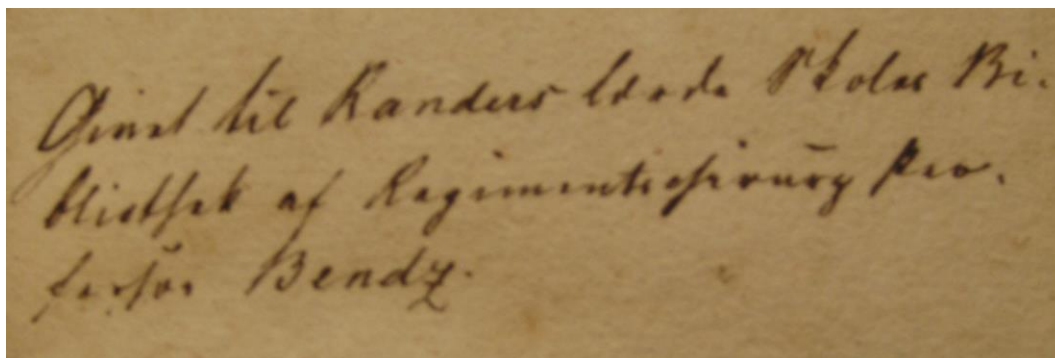 Givet til Randers lærde Skoles Bi-
bliothek af Regimentschirurg Pro-
fessor Bendz.